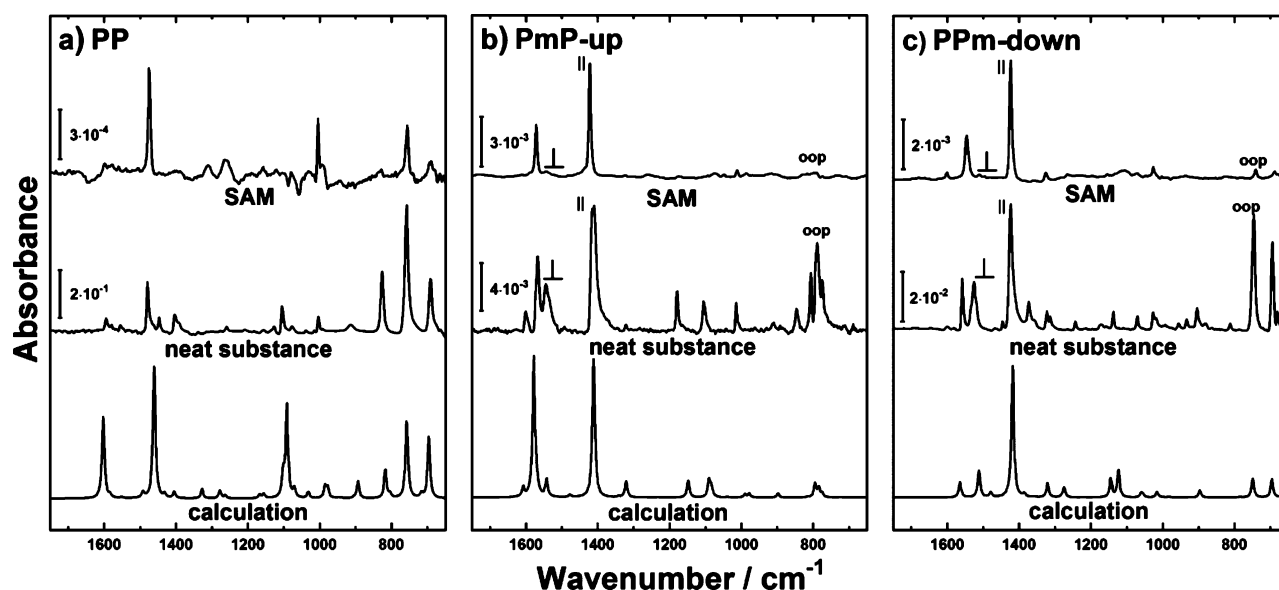 a) PP
3·10⁻⁴
SAM
2·10⁻¹
neat substance
calculation
b) PmP-up
||
3·10⁻³
⊥
oop
SAM
||
4·10⁻³
⊥
oop
neat substance
calculation
c) PPm-down
||
2·10⁻³
⊥
oop
SAM
||
oop
2·10⁻²
⊥
neat substance
calculation
Absorbance
1600 1400 1200 1000 800
1600 1400 1200 1000 800
1600 1400 1200 1000 800
Wavenumber / cm⁻¹